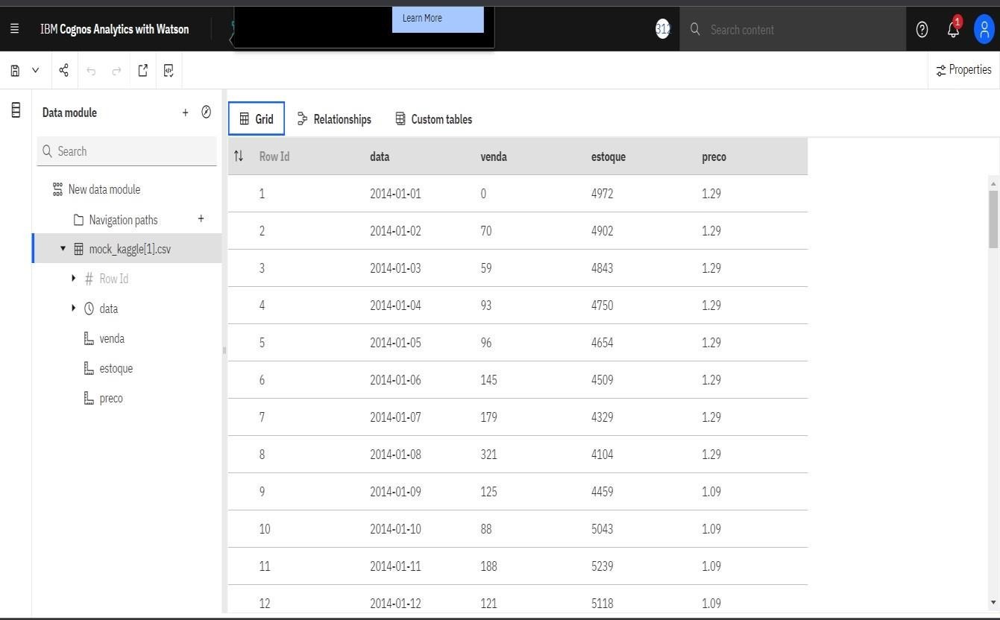 Learn More
IBM Cognos Analytics with Watson
312
Search content
1
Properties
Data module
Grid
Relationships
Custom tables
Search
New data module
Navigation paths
mock_kaggle[1].csv
Row Id
data
venda
estoque
preco
Row Id data venda estoque preco
1 2014-01-01 0 4972 1.29
2 2014-01-02 70 4902 1.29
3 2014-01-03 59 4843 1.29
4 2014-01-04 93 4750 1.29
5 2014-01-05 96 4654 1.29
6 2014-01-06 145 4509 1.29
7 2014-01-07 179 4329 1.29
8 2014-01-08 321 4104 1.29
9 2014-01-09 125 4459 1.09
10 2014-01-10 88 5043 1.09
11 2014-01-11 188 5239 1.09
12 2014-01-12 121 5118 1.09